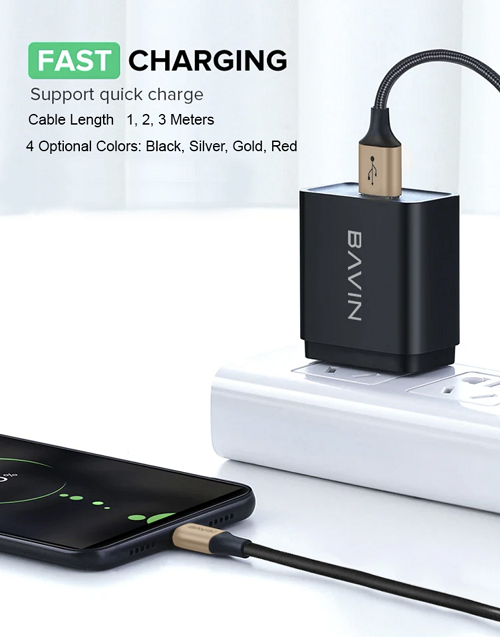 FAST CHARGING
Support quick charge
Cable Length 1, 2, 3 Meters
4 Optional Colors: Black, Silver, Gold, Red
BAVIN
%